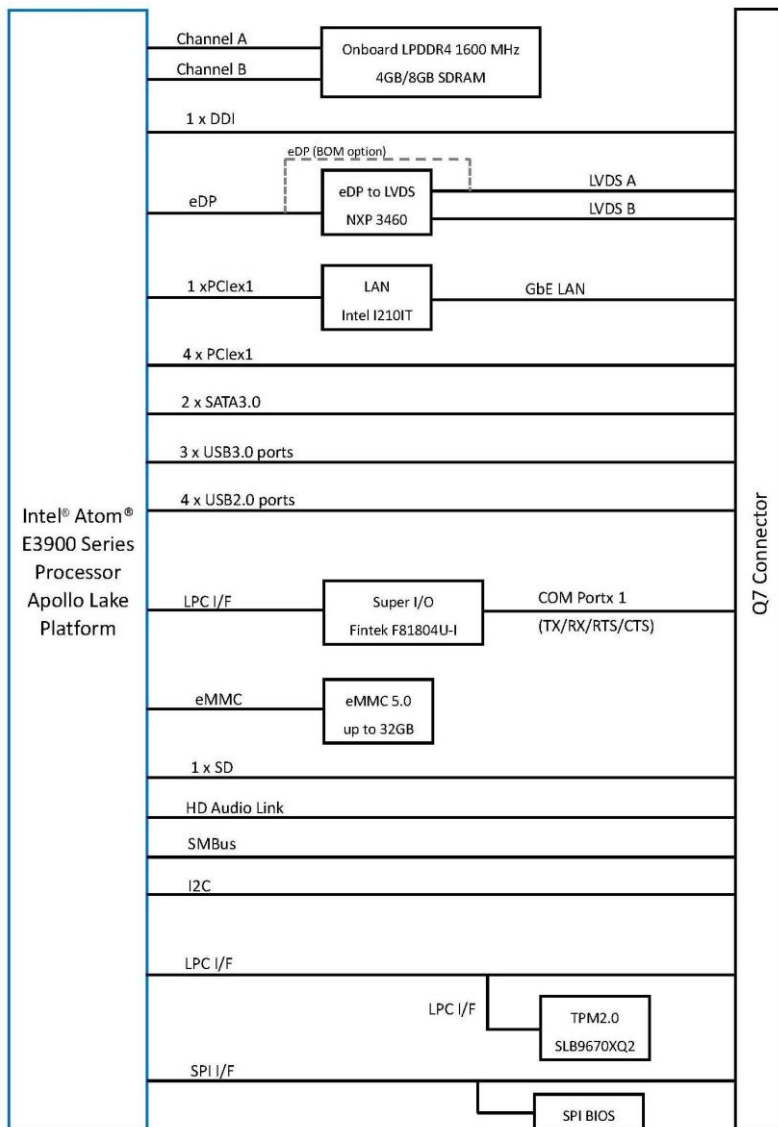 Channel A
Onboard LPDDR4 1600 MHz
Channel B
4GB/8GB SDRAM
1 x DDI
eDP (BOM option)
eDP to LVDS
LVDS A
eDP
NXP 3460
LVDS B
1 xPCIex1
LAN
GbE LAN
Intel I210IT
4 x PCIex1
2 x SATA3.0
3 x USB3.0 ports
4 x USB2.0 ports
Intel® Atom®
E3900 Series
Processor
Apollo Lake
Platform
Q7 Connector
LPC I/F
Super I/O
Fintek F81804U-I
COM Portx 1
(TX/RX/RTS/CTS)
eMMC
eMMC 5.0
up to 32GB
1 x SD
HD Audio Link
SMBus
I2C
LPC I/F
LPC I/F
TPM2.0
SLB9670XQ2
SPI I/F
SPI BIOS